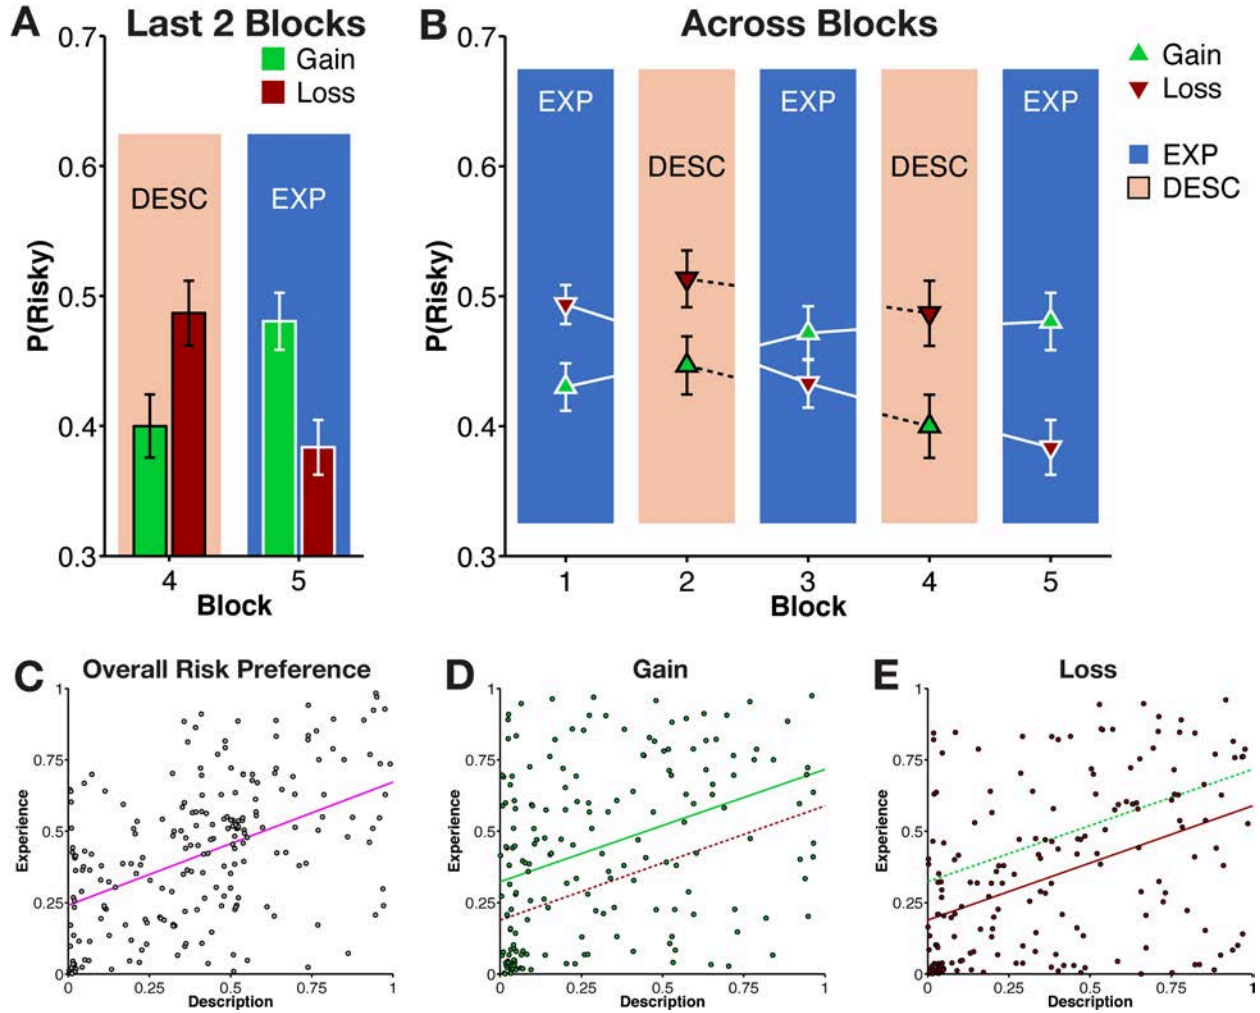 A Last 2 Blocks
0.7
Gain
Loss
0.6
DESC EXP
P(Risky)
0.5
0.4
0.3
4 5
Block
B Across Blocks
0.7
Gain
Loss
EXP EXP EXP
0.6
DESC DESC
EXP
DESC
P(Risky)
0.5
0.4
0.3
1 2 3 4 5
Block
C Overall Risk Preference
1
0.75
Experience
0.5
0.25
0
0 0.25 0.5 0.75 1
Description
D Gain
1
0.75
Experience
0.5
0.25
0
0 0.25 0.5 0.75 1
Description
E Loss
1
0.75
Experience
0.5
0.25
0
0 0.25 0.5 0.75 1
Description